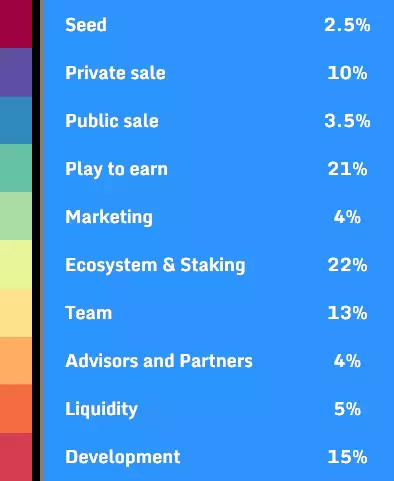 Seed 2.5%
Private sale 10%
Public sale 3.5%
Play to earn 21%
Marketing 4%
Ecosystem & Staking 22%
Team 13%
Advisors and Partners 4%
Liquidity 5%
Development 15%